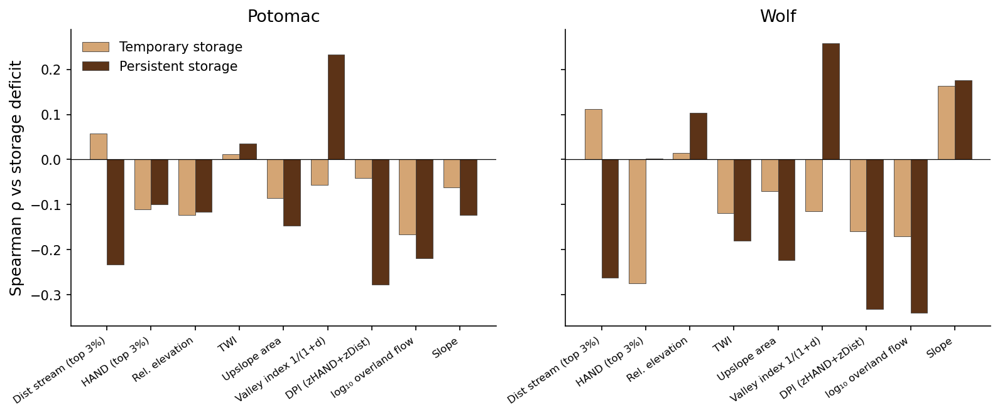 Potomac
Wolf
Temporary storage
Persistent storage
Spearman ρ vs storage deficit
0.2
0.1
0.0
−0.1
−0.2
−0.3
Dist stream (top 3%)
HAND (top 3%)
Rel. elevation
TWI
Upslope area
Valley index 1/(1+d)
DPI (zHAND+zDist)
log₁₀ overland flow
Slope
Dist stream (top 3%)
HAND (top 3%)
Rel. elevation
TWI
Upslope area
Valley index 1/(1+d)
DPI (zHAND+zDist)
log₁₀ overland flow
Slope